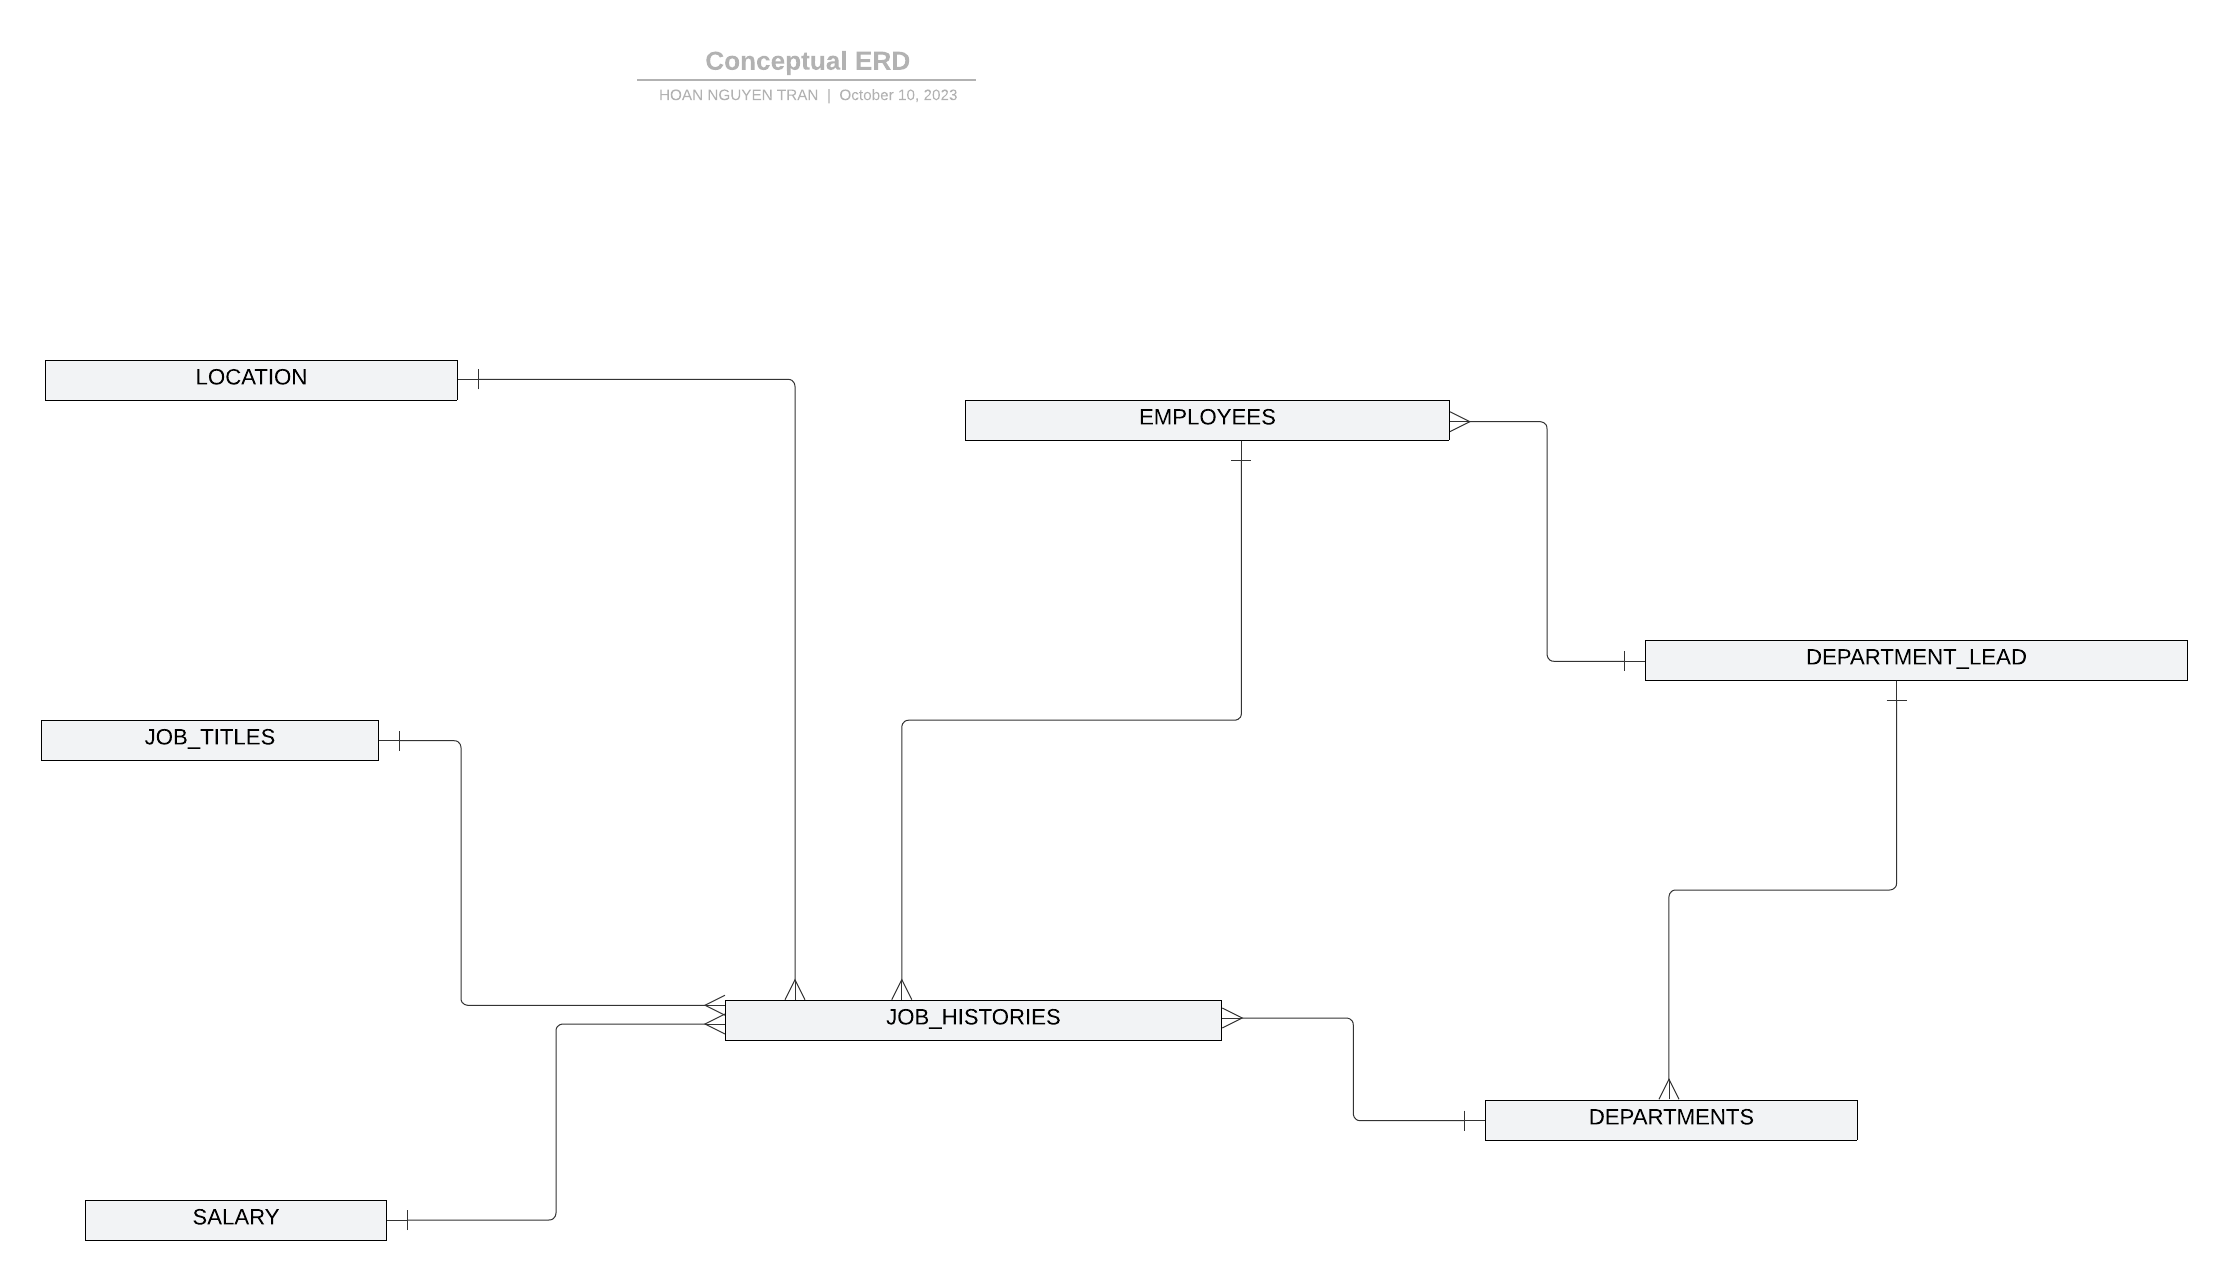 Conceptual ERD
HOAN NGUYEN TRAN | October 10, 2023
LOCATION
EMPLOYEES
DEPARTMENT_LEAD
JOB_TITLES
JOB_HISTORIES
DEPARTMENTS
SALARY